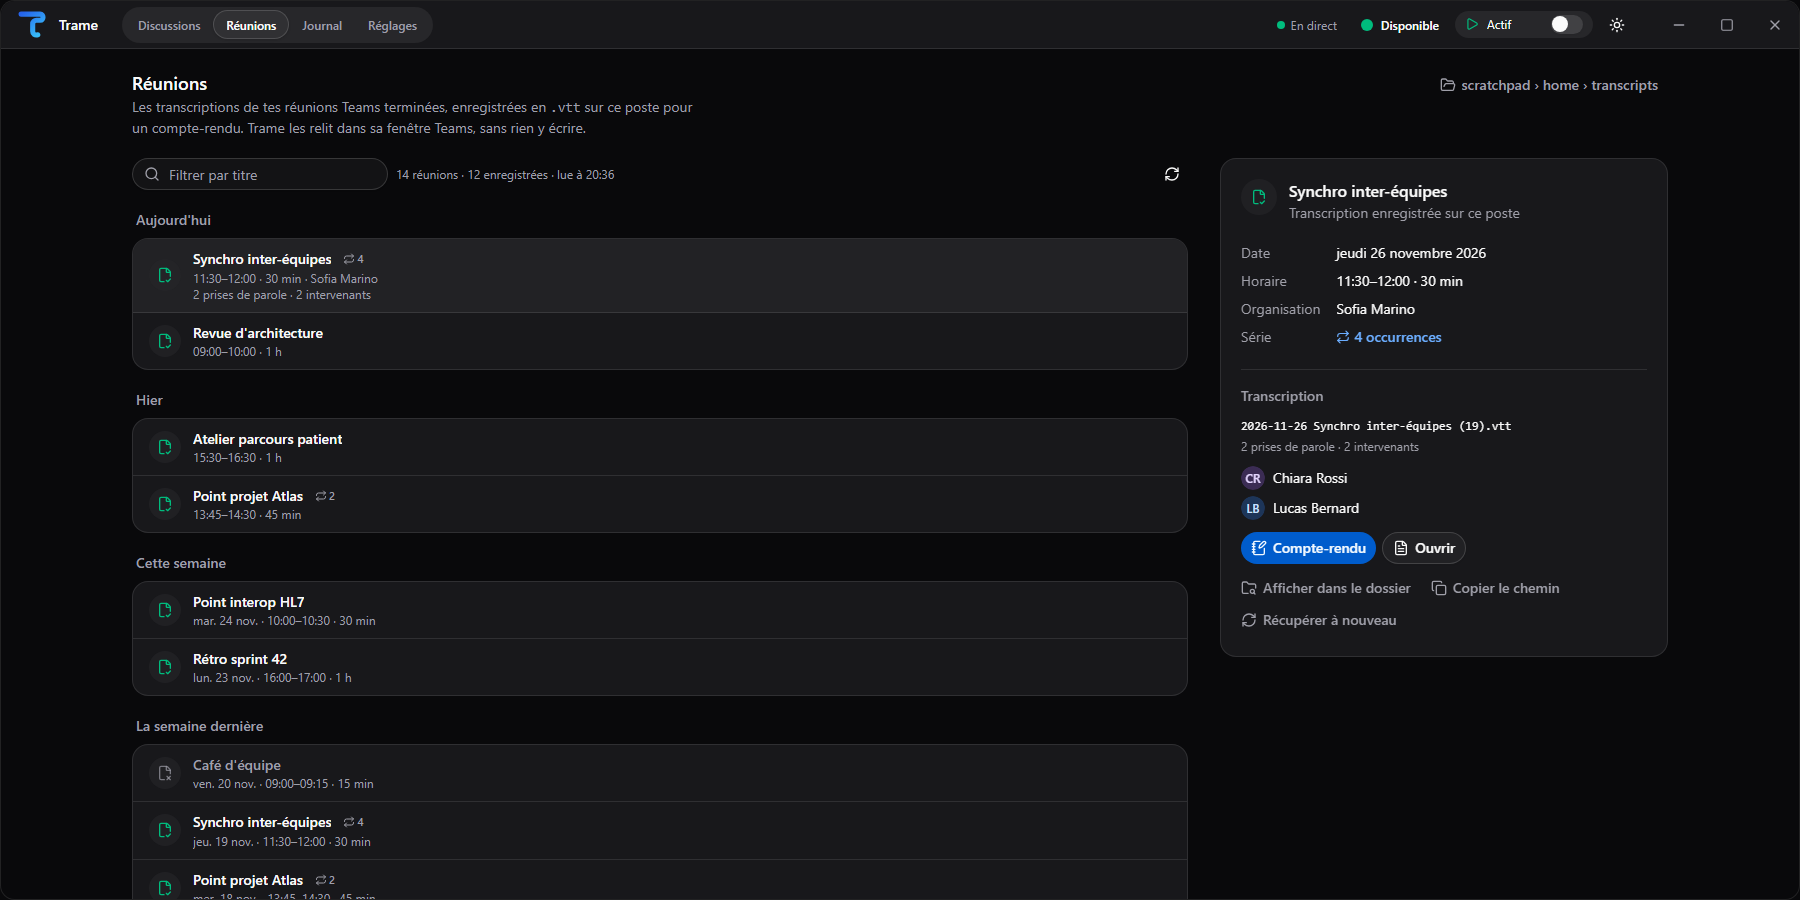 Trame
Discussions
Réunions
Journal
Réglages
En direct
Disponible
Actif
Réunions
Les transcriptions de tes réunions Teams terminées, enregistrées en .vtt sur ce poste pour
un compte-rendu. Trame les relit dans sa fenêtre Teams, sans rien y écrire.
scratchpad › home › transcripts
Filtrer par titre
14 réunions · 12 enregistrées · lue à 20:36
Aujourd'hui
Synchro inter-équipes 4
11:30–12:00 · 30 min · Sofia Marino
2 prises de parole · 2 intervenants
Revue d'architecture
09:00–10:00 · 1 h
Hier
Atelier parcours patient
15:30–16:30 · 1 h
Point projet Atlas 2
13:45–14:30 · 45 min
Cette semaine
Point interop HL7
mar. 24 nov. · 10:00–10:30 · 30 min
Rétro sprint 42
lun. 23 nov. · 16:00–17:00 · 1 h
La semaine dernière
Café d'équipe
ven. 20 nov. · 09:00–09:15 · 15 min
Synchro inter-équipes 4
jeu. 19 nov. · 11:30–12:00 · 30 min
Point projet Atlas 2
mer. 18 nov. · 13:45–14:30 · 45 min
Synchro inter-équipes
Transcription enregistrée sur ce poste
Date jeudi 26 novembre 2026
Horaire 11:30–12:00 · 30 min
Organisation Sofia Marino
Série 4 occurrences
Transcription
2026-11-26 Synchro inter-équipes (19).vtt
2 prises de parole · 2 intervenants
CR Chiara Rossi
LB Lucas Bernard
Compte-rendu
Ouvrir
Afficher dans le dossier
Copier le chemin
Récupérer à nouveau